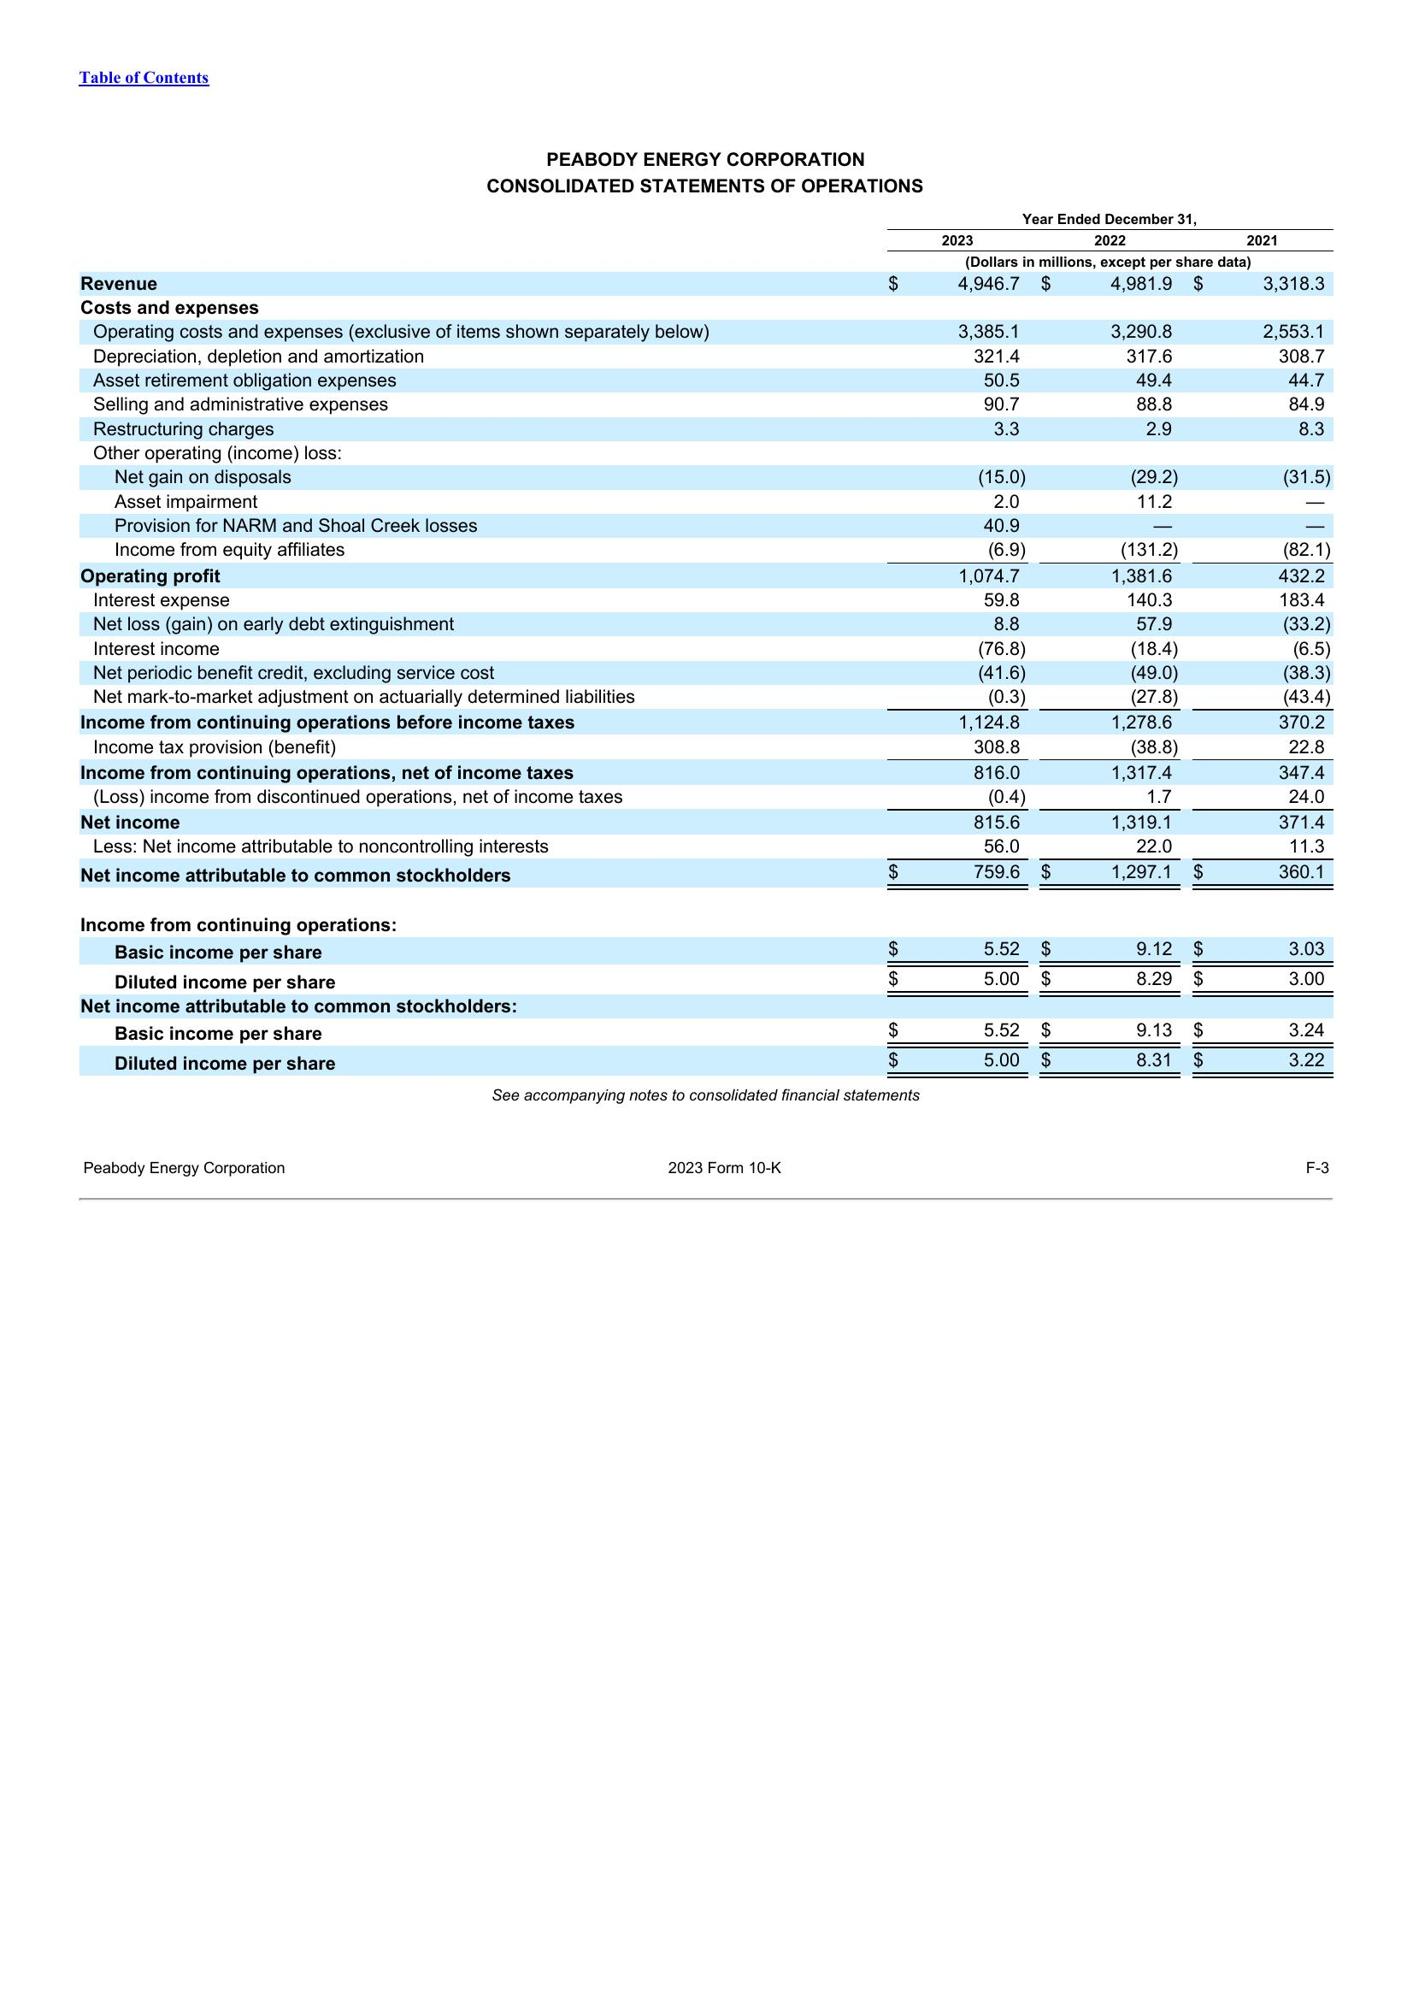 Table of Contents
PEABODY ENERGY CORPORATION
CONSOLIDATED STATEMENTS OF OPERATIONS
Year Ended December 31,
2023 2022 2021
(Dollars in millions, except per share data)
Revenue $ 4,946.7 $ 4,981.9 $ 3,318.3
Costs and expenses
Operating costs and expenses (exclusive of items shown separately below) 3,385.1 3,290.8 2,553.1
Depreciation, depletion and amortization 321.4 317.6 308.7
Asset retirement obligation expenses 50.5 49.4 44.7
Selling and administrative expenses 90.7 88.8 84.9
Restructuring charges 3.3 2.9 8.3
Other operating (income) loss:
Net gain on disposals (15.0) (29.2) (31.5)
Asset impairment 2.0 11.2 —
Provision for NARM and Shoal Creek losses 40.9 — —
Income from equity affiliates (6.9) (131.2) (82.1)
Operating profit 1,074.7 1,381.6 432.2
Interest expense 59.8 140.3 183.4
Net loss (gain) on early debt extinguishment 8.8 57.9 (33.2)
Interest income (76.8) (18.4) (6.5)
Net periodic benefit credit, excluding service cost (41.6) (49.0) (38.3)
Net mark-to-market adjustment on actuarially determined liabilities (0.3) (27.8) (43.4)
Income from continuing operations before income taxes 1,124.8 1,278.6 370.2
Income tax provision (benefit) 308.8 (38.8) 22.8
Income from continuing operations, net of income taxes 816.0 1,317.4 347.4
(Loss) income from discontinued operations, net of income taxes (0.4) 1.7 24.0
Net income 815.6 1,319.1 371.4
Less: Net income attributable to noncontrolling interests 56.0 22.0 11.3
Net income attributable to common stockholders $ 759.6 $ 1,297.1 $ 360.1
Income from continuing operations:
Basic income per share $ 5.52 $ 9.12 $ 3.03
Diluted income per share $ 5.00 $ 8.29 $ 3.00
Net income attributable to common stockholders:
Basic income per share $ 5.52 $ 9.13 $ 3.24
Diluted income per share $ 5.00 $ 8.31 $ 3.22
See accompanying notes to consolidated financial statements
Peabody Energy Corporation 2023 Form 10-K F-3